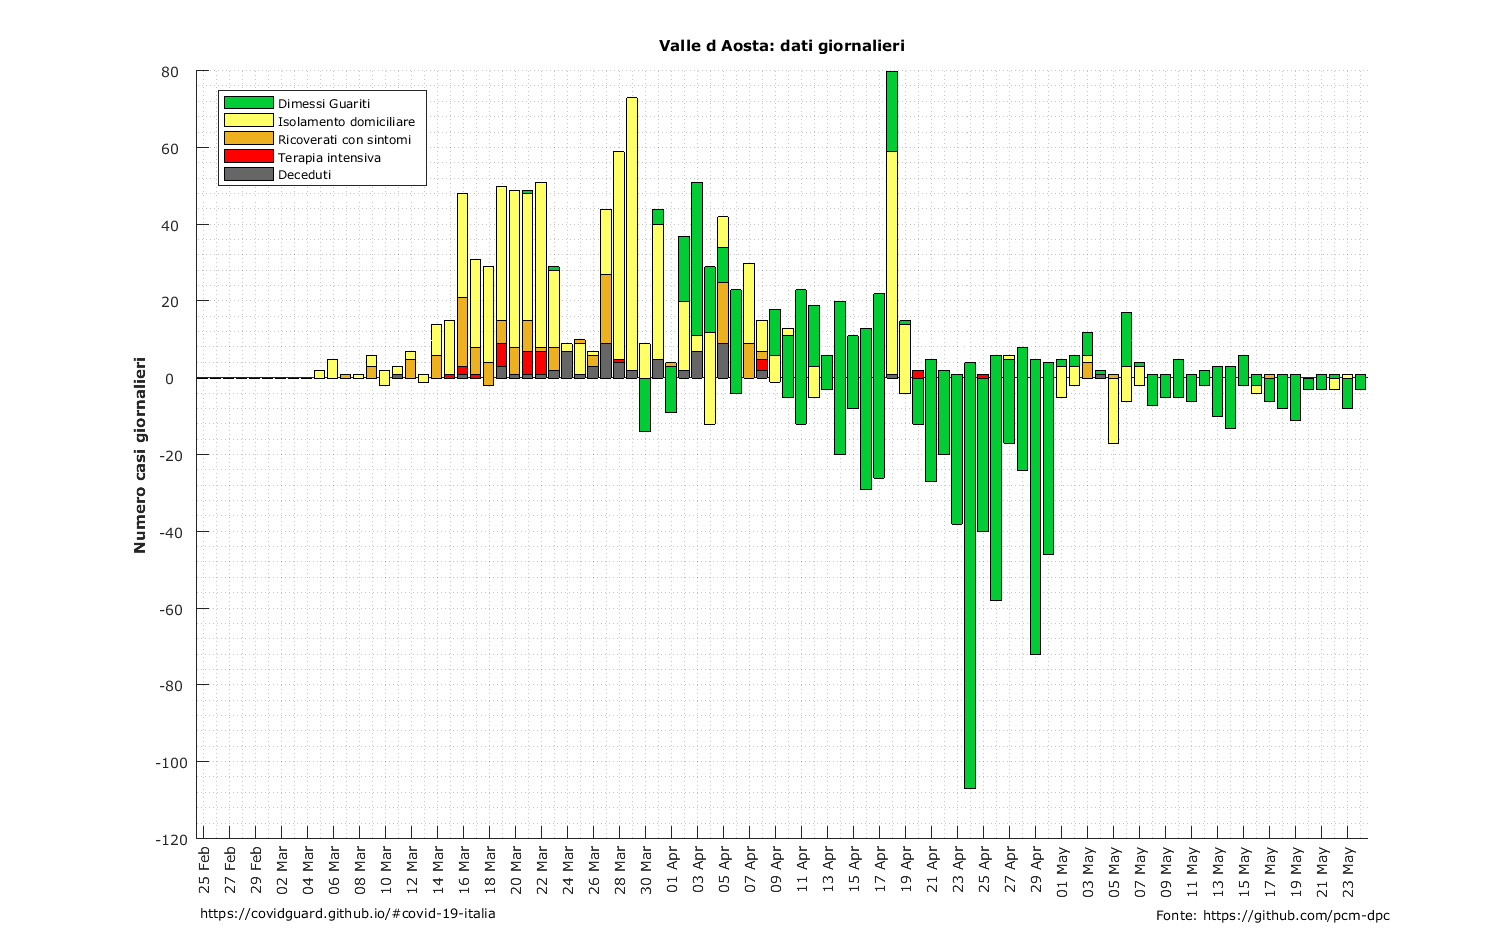 Valle d Aosta: dati giornalieri
80
60
40
20
0
-20
-40
-60
-80
-100
-120
Numero casi giornalieri
Dimessi Guariti
Isolamento domiciliare
Ricoverati con sintomi
Terapia intensiva
Deceduti
25 Feb
27 Feb
29 Feb
02 Mar
04 Mar
06 Mar
08 Mar
10 Mar
12 Mar
14 Mar
16 Mar
18 Mar
20 Mar
22 Mar
24 Mar
26 Mar
28 Mar
30 Mar
01 Apr
03 Apr
05 Apr
07 Apr
09 Apr
11 Apr
13 Apr
15 Apr
17 Apr
19 Apr
21 Apr
23 Apr
25 Apr
27 Apr
29 Apr
01 May
03 May
05 May
07 May
09 May
11 May
13 May
15 May
17 May
19 May
21 May
23 May
https://covidguard.github.io/#covid-19-italia
Fonte: https://github.com/pcm-dpc